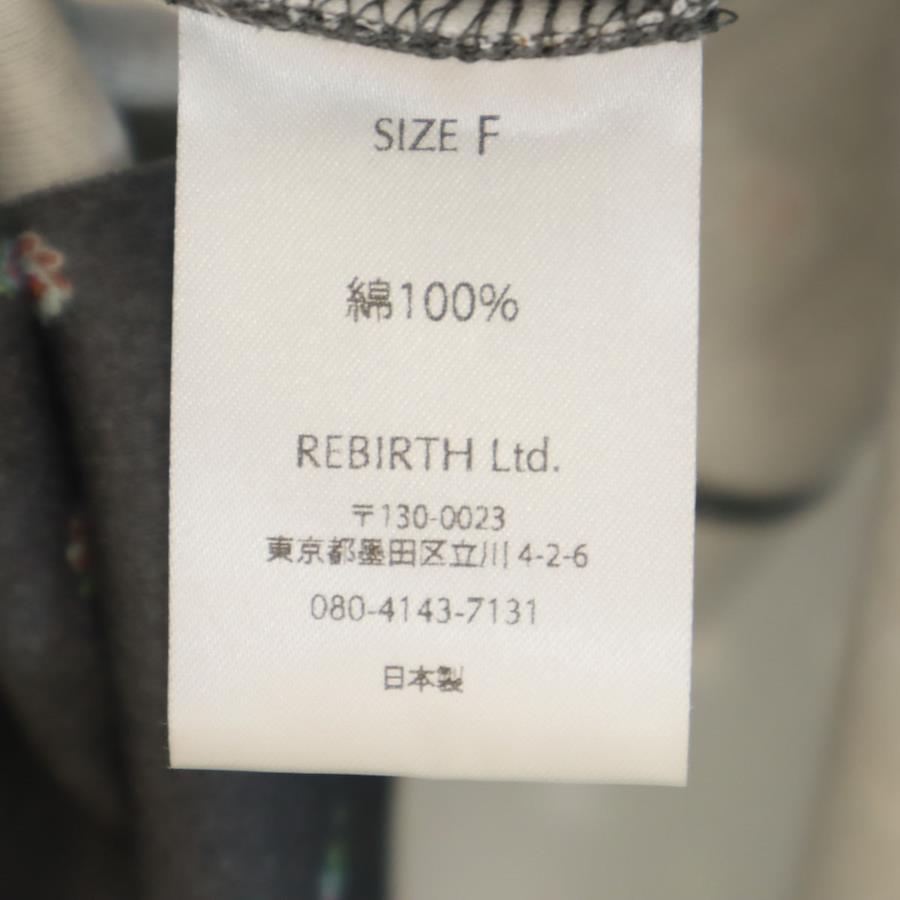 SIZE F
綿100%
REBIRTH Ltd.
〒130-0023
東京都墨田区立川 4-2-6
080-4143-7131
日本製